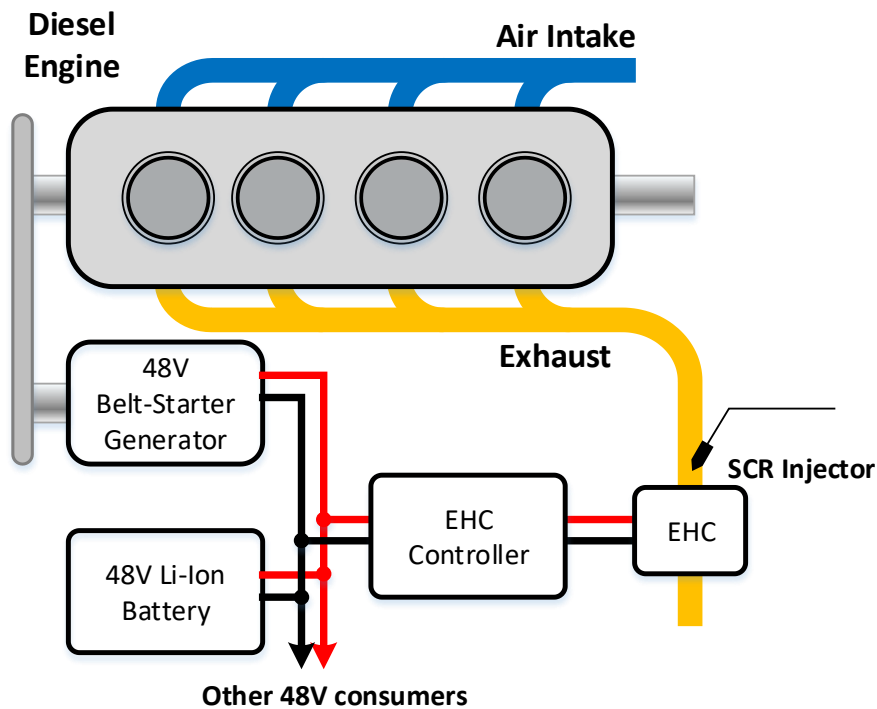 Diesel
Engine
Air Intake
Exhaust
48V
Belt-Starter
Generator
SCR Injector
EHC
Controller
EHC
48V Li-Ion
Battery
Other 48V consumers